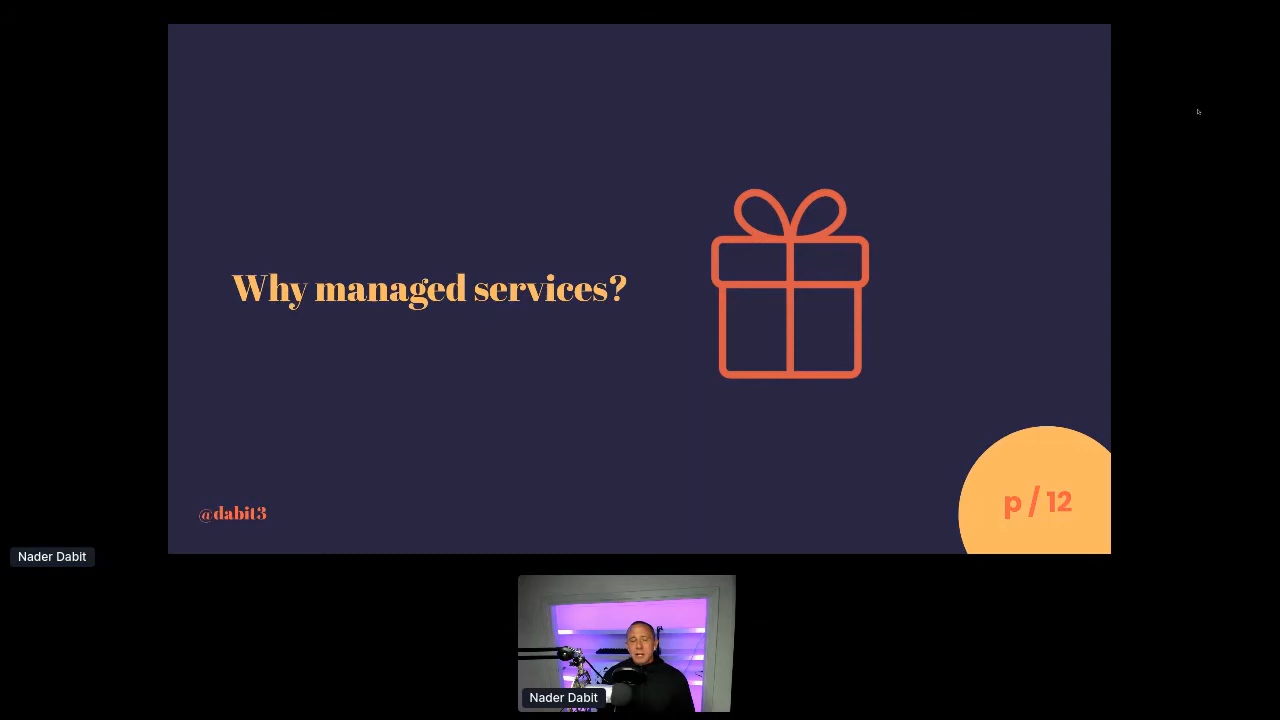 Why managed services?
@dabit3
p / 12
Nader Dabit
Nader Dabit